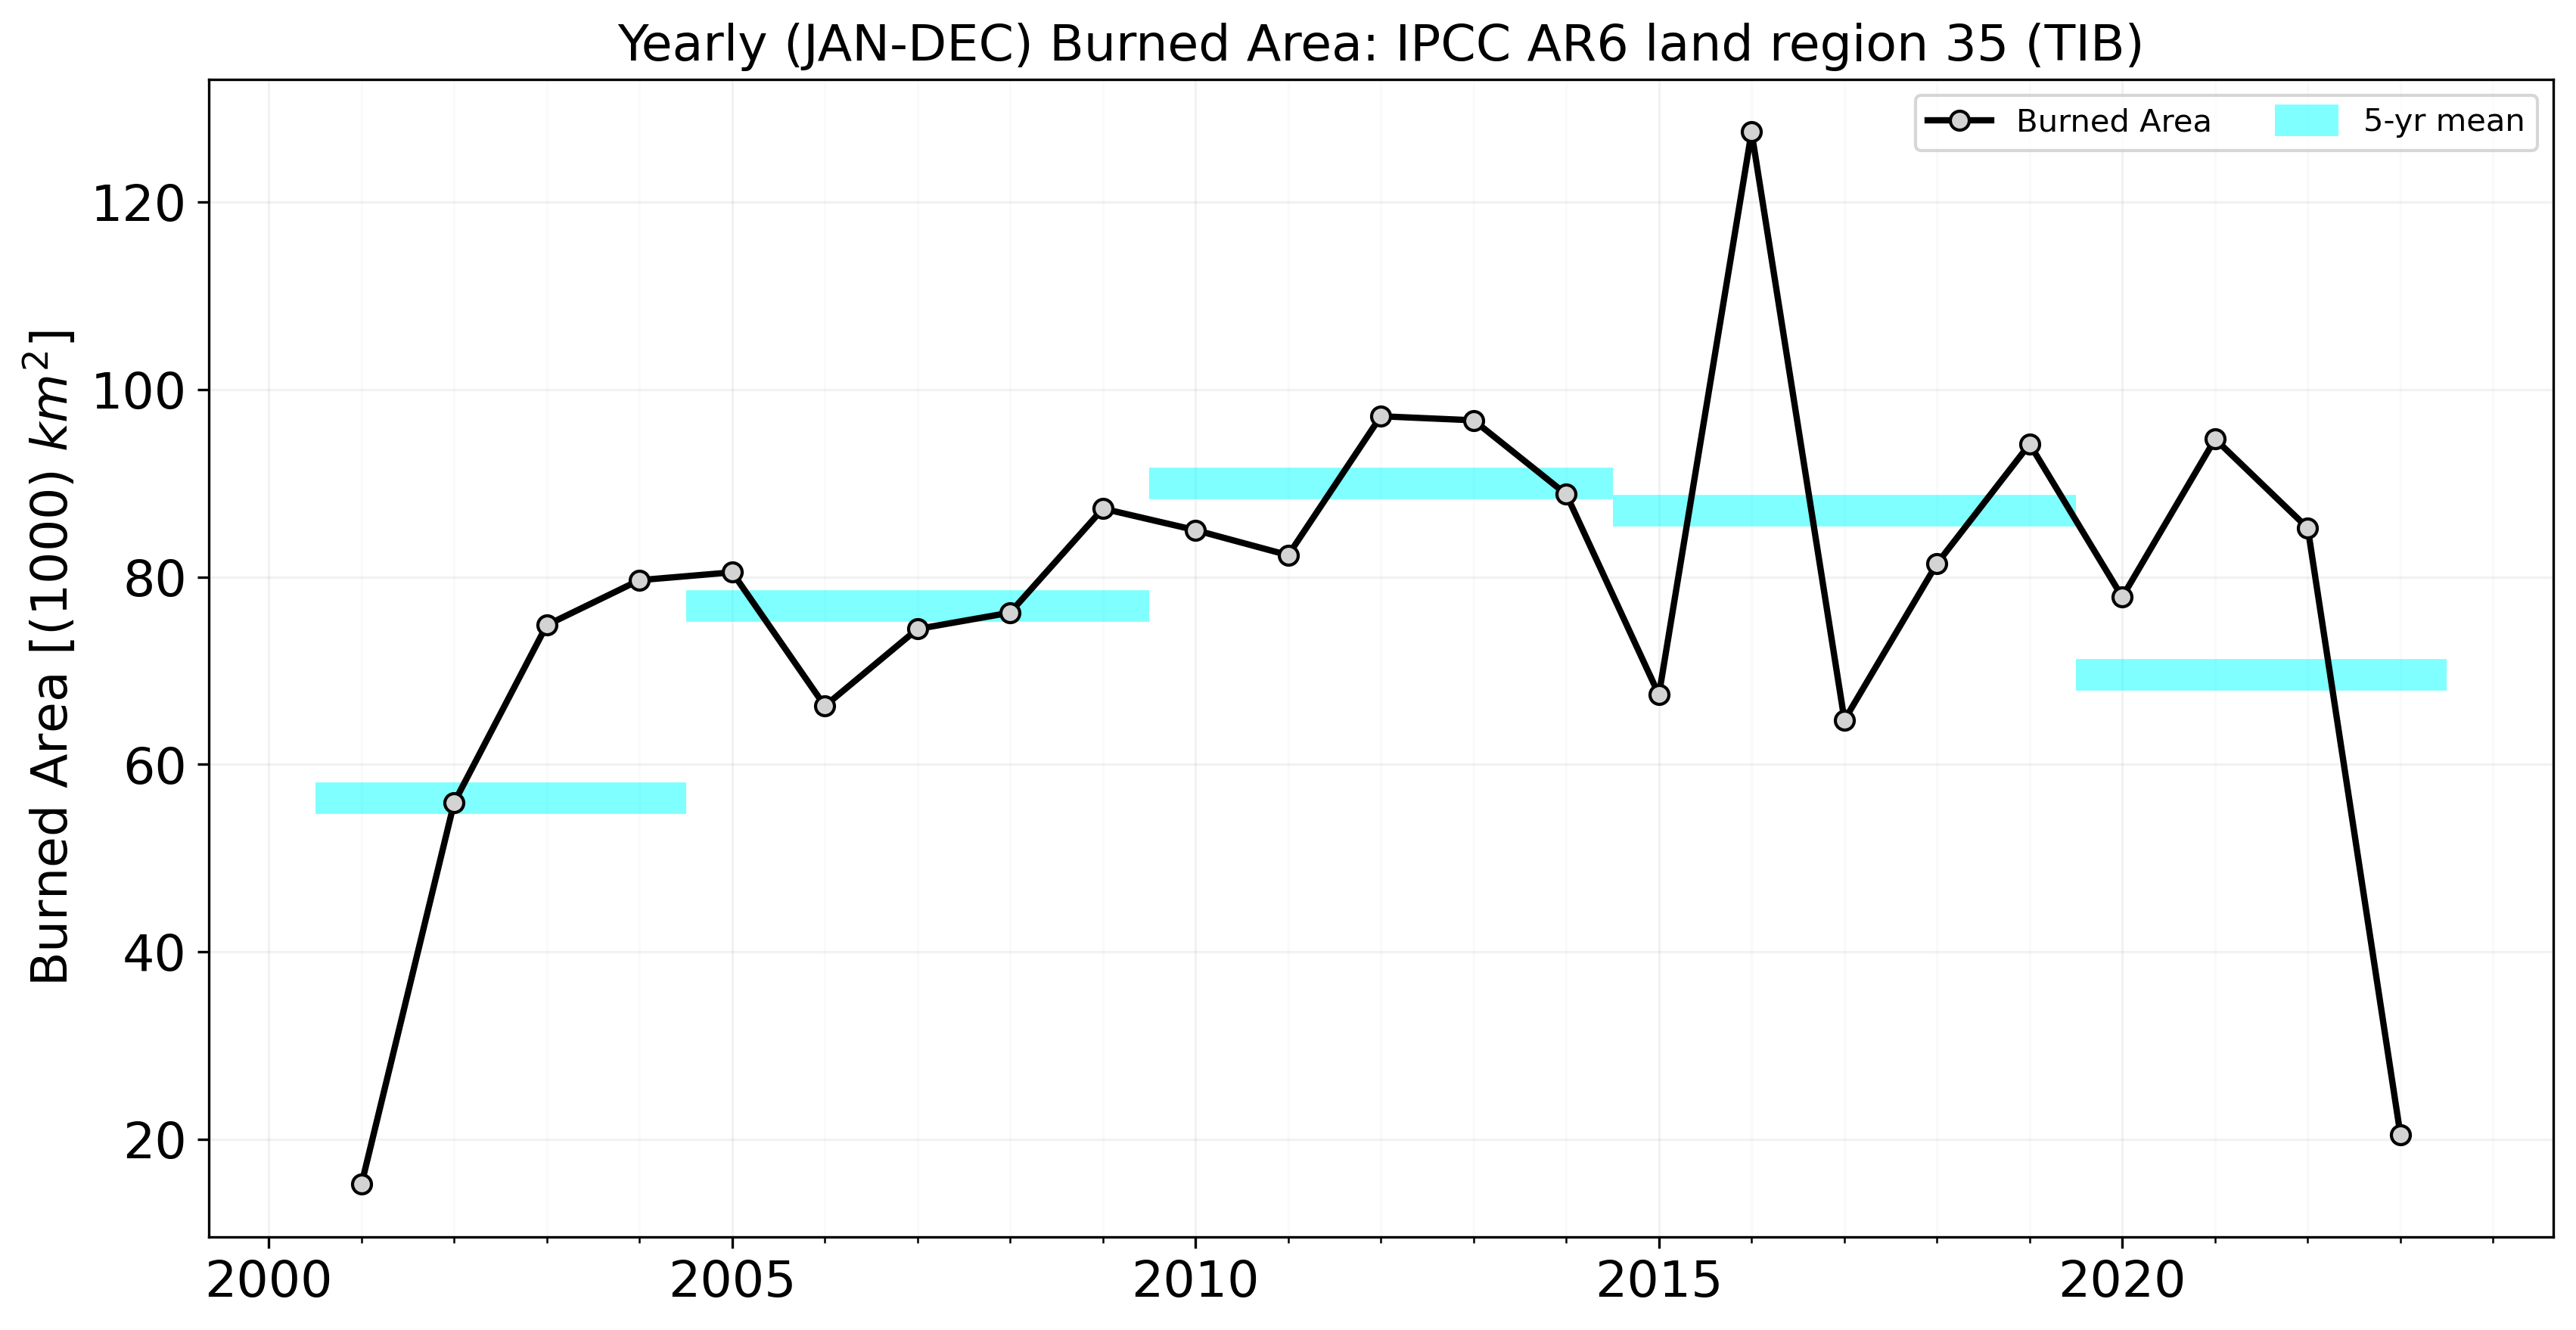 Yearly (JAN-DEC) Burned Area: IPCC AR6 land region 35 (TIB)
Burned Area
5-yr mean
Burned Area [(1000) km²]
120
100
80
60
40
20
2000
2005
2010
2015
2020